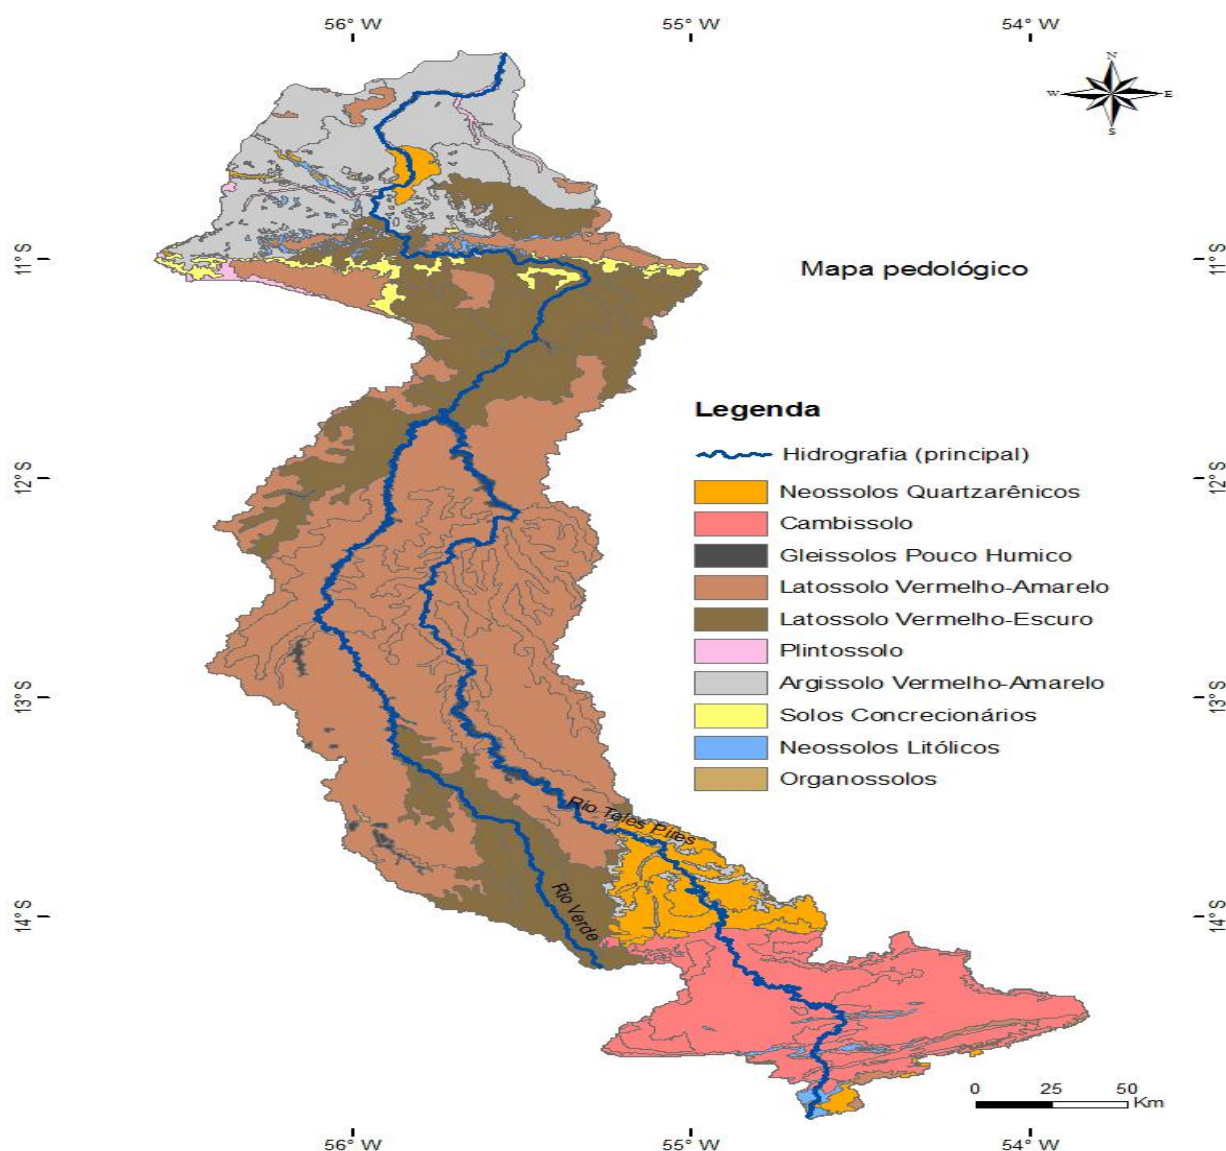 56° W 55° W 54° W
N
W E
S
11°S 11°S
Mapa pedológico
Legenda
Hidrografia (principal)
12°S 12°S
Neossolos Quartzarênicos
Cambissolo
Gleissolos Pouco Humico
Latossolo Vermelho-Amarelo
Latossolo Vermelho-Escuro
Plintossolo
Argissolo Vermelho-Amarelo
13°S 13°S
Solos Concrecionários
Neossolos Litólicos
Organossolos
Rio Teles Pires
Rio Verde
14°S 14°S
0 25 50
Km
56° W 55° W 54° W